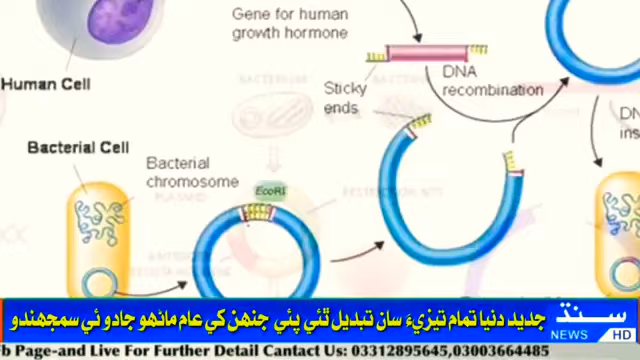 Gene for human
growth hormone
Human Cell
Sticky
ends
DNA
recombination
Bacterial Cell
Bacterial
chromosome
EcoRI
جديد دنيا تمام تيزيءَ سان تبديل ٿئي پئي جنهن کي عام ماڻهو جادو ئي سمجهندو
سنڌ
NEWS HD
b Page-and Live For Further Detail Cantact Us: 03312895645,03003664485